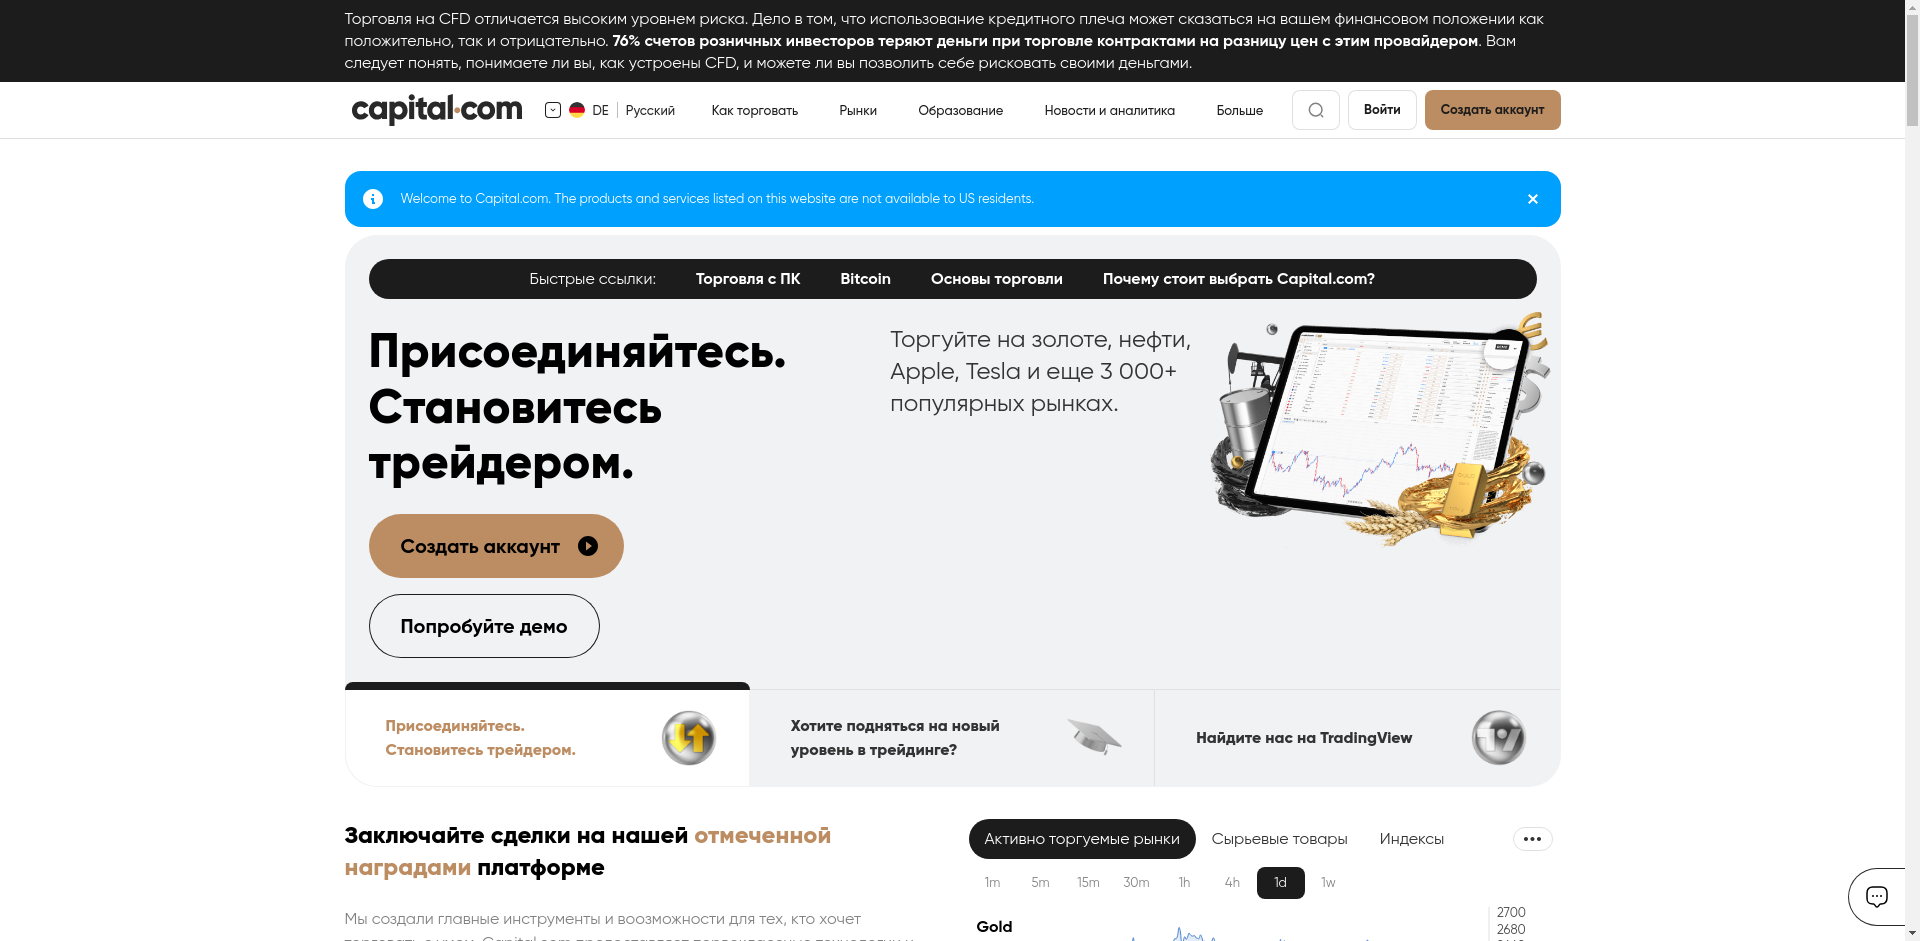 Торговля на CFD отличается высоким уровнем риска. Дело в том, что использование кредитного плеча может сказаться на вашем финансовом положении как
положительно, так и отрицательно. 76% счетов розничных инвесторов теряют деньги при торговле контрактами на разницу цен с этим провайдером. Вам
следует понять, понимаете ли вы, как устроены CFD, и можете ли вы позволить себе рисковать своими деньгами.
capital.com DE Русский Как торговать Рынки Образование Новости и аналитика Больше Войти Создать аккаунт
Welcome to Capital.com. The products and services listed on this website are not available to US residents.
Быстрые ссылки: Торговля с ПК Bitcoin Основы торговли Почему стоит выбрать Capital.com?
Присоединяйтесь.
Становитесь
трейдером.
Торгуйте на золоте, нефти,
Apple, Tesla и еще 3 000+
популярных рынках.
Создать аккаунт
Попробуйте демо
Присоединяйтесь.
Становитесь трейдером.
Хотите подняться на новый
уровень в трейдинге?
Найдите нас на TradingView
Заключайте сделки на нашей отмеченной
наградами платформе
Мы создали главные инструменты и воозможности для тех, кто хочет
Активно торгуемые рынки Сырьевые товары Индексы
1m 5m 15m 30m 1h 4h 1d 1w
Gold
2700
2680